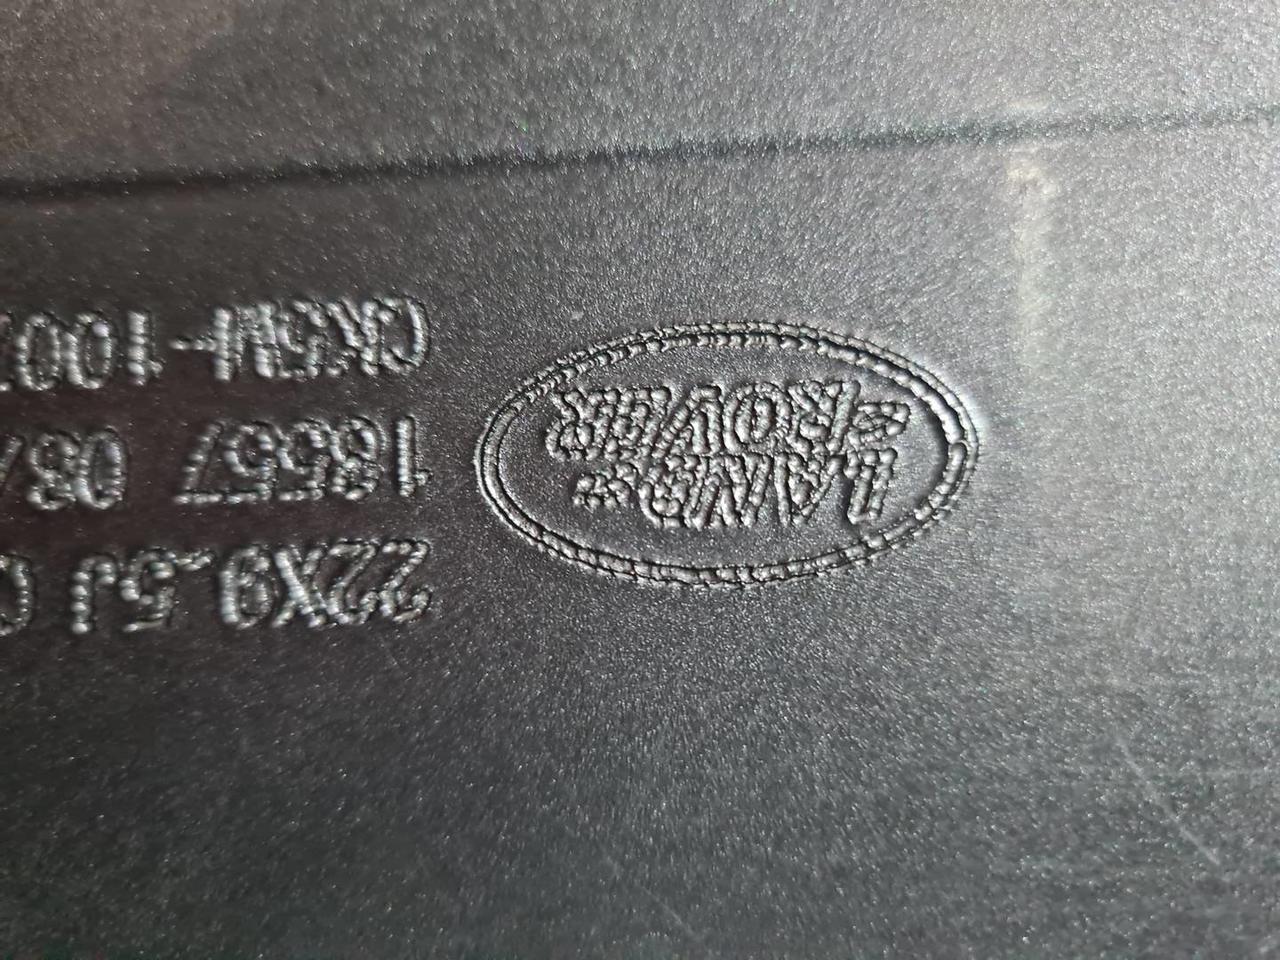 LAND-
-ROVER
22X9.5J
18557 08/
CK5M-1007